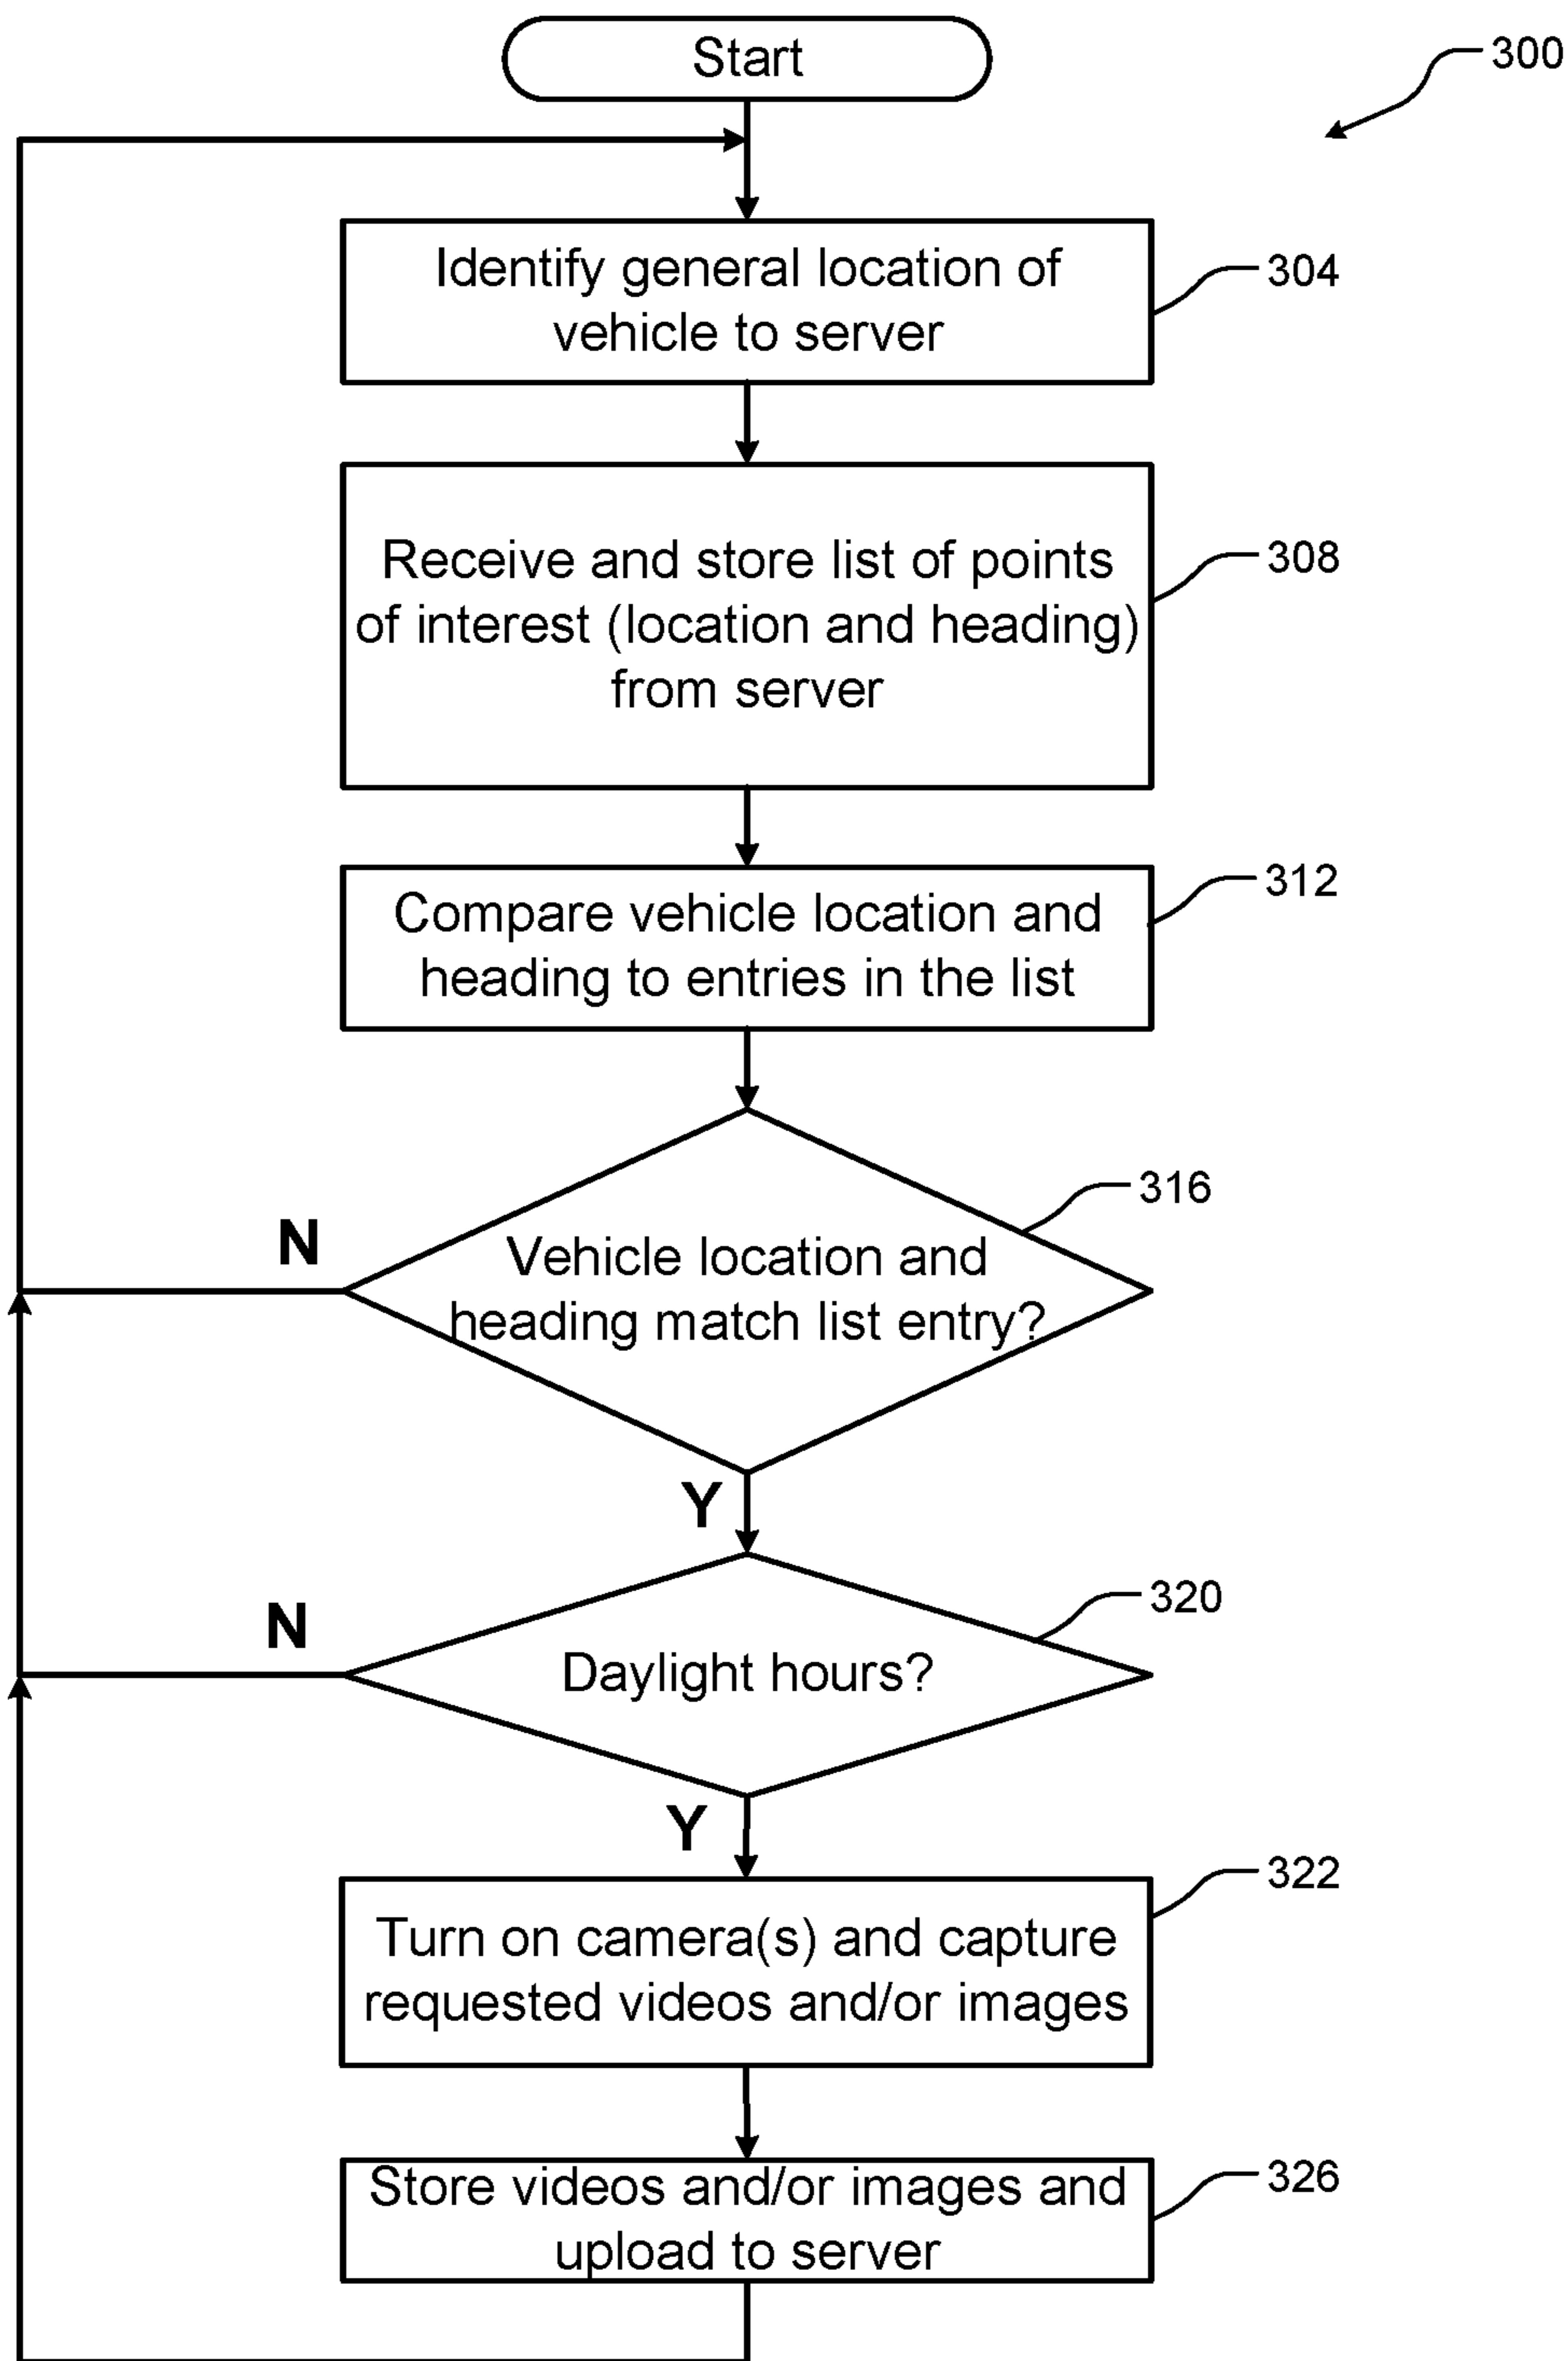 Start
300
Identify general location of
vehicle to server
304
Receive and store list of points
of interest (location and heading)
from server
308
Compare vehicle location and
heading to entries in the list
312
Vehicle location and
heading match list entry?
316
N
Y
Daylight hours?
320
N
Y
Turn on camera(s) and capture
requested videos and/or images
322
Store videos and/or images and
upload to server
326